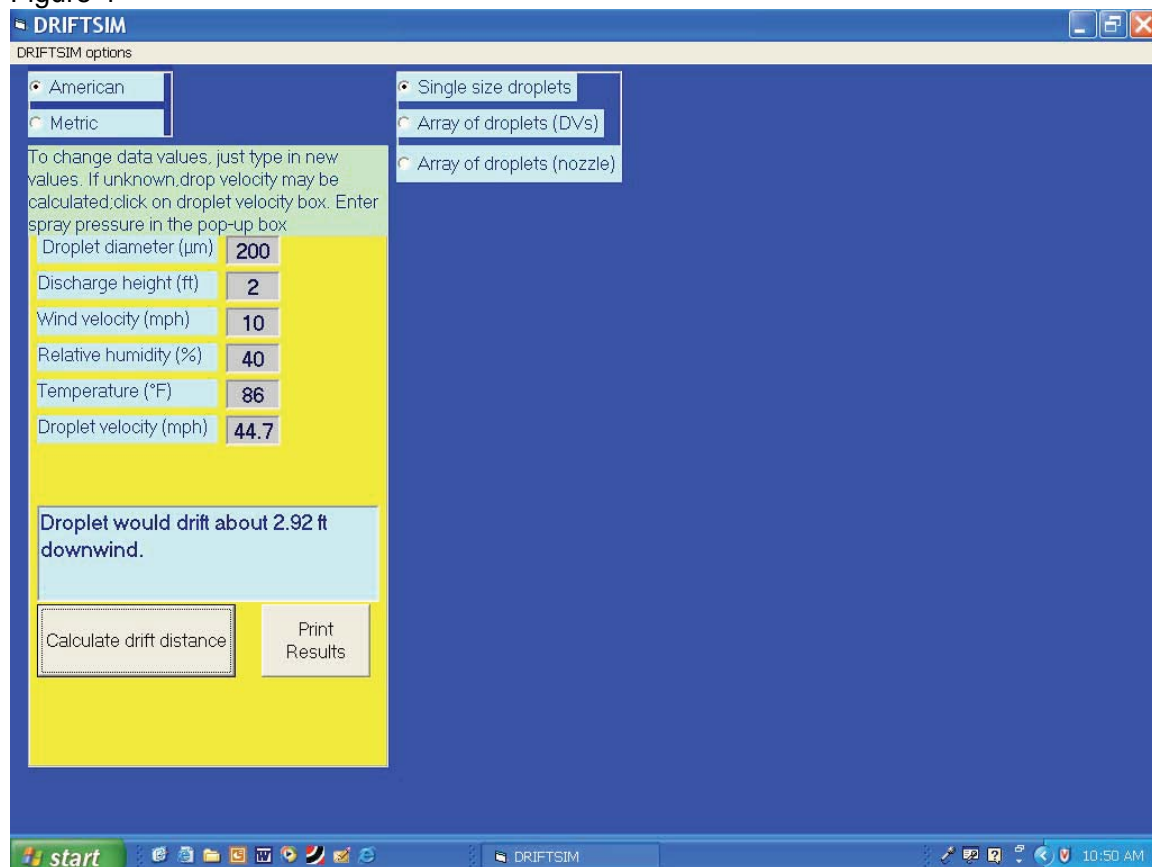 DRIFTSIM
DRIFTSIM options
American
Metric
Single size droplets
Array of droplets (DVs)
Array of droplets (nozzle)
To change data values, just type in new
values. If unknown,drop velocity may be
calculated;click on droplet velocity box. Enter
spray pressure in the pop-up box
Droplet diameter (µm) 200
Discharge height (ft) 2
Wind velocity (mph) 10
Relative humidity (%) 40
Temperature (°F) 86
Droplet velocity (mph) 44.7
Droplet would drift about 2.92 ft
downwind.
Calculate drift distance
Print
Results
start
DRIFTSIM
10:50 AM